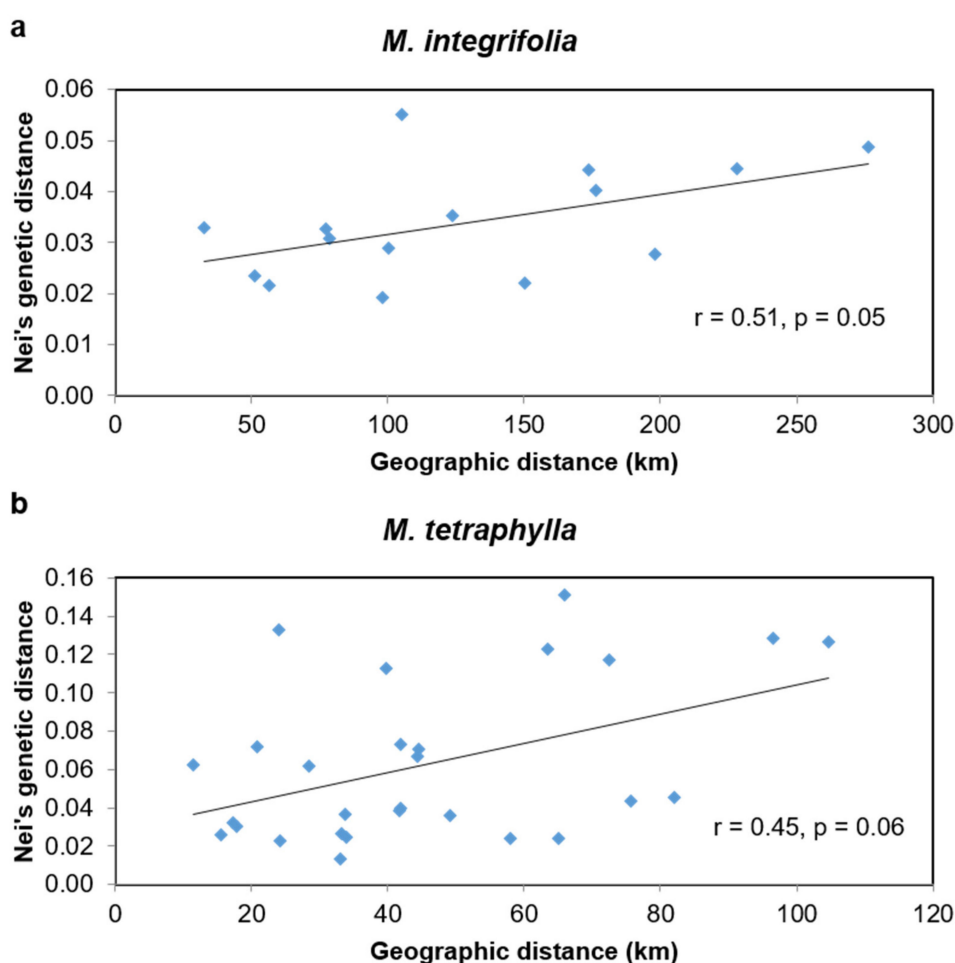 a
M. integrifolia
Nei's genetic distance
0.06
0.05
0.04
0.03
0.02
0.01
0.00
r = 0.51, p = 0.05
0 50 100 150 200 250 300
Geographic distance (km)
b
M. tetraphylla
Nei's genetic distance
0.16
0.14
0.12
0.10
0.08
0.06
0.04
0.02
0.00
r = 0.45, p = 0.06
0 20 40 60 80 100 120
Geographic distance (km)